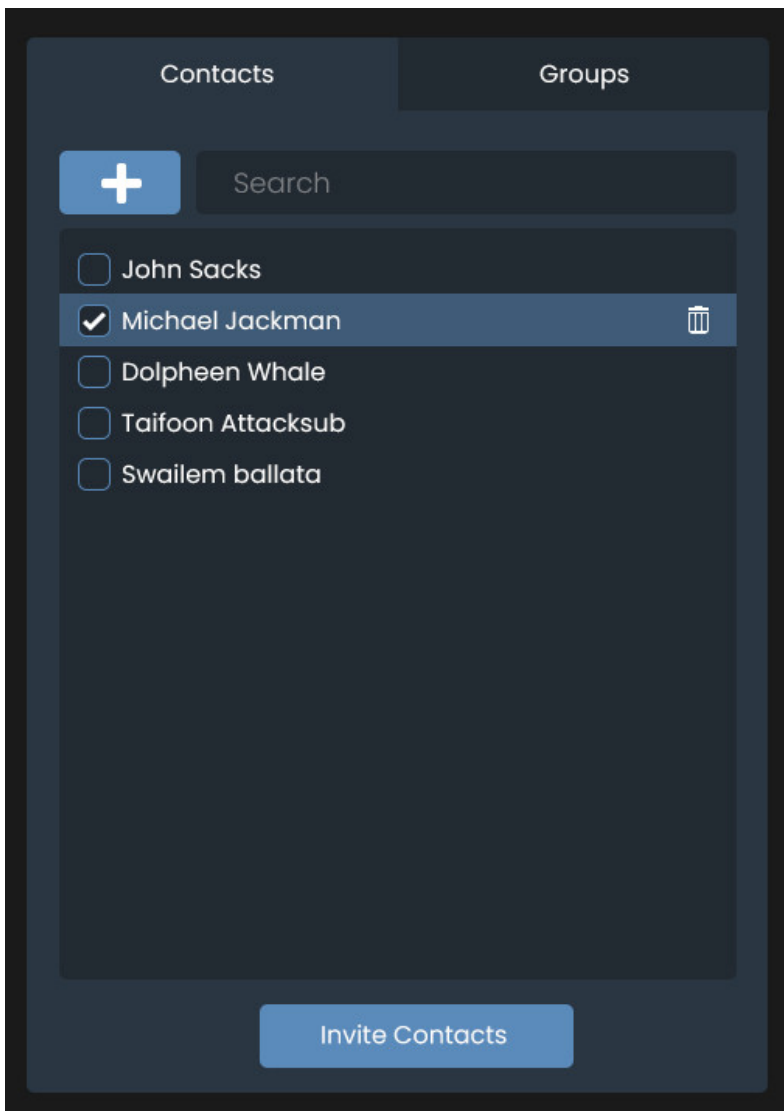 Contacts
Groups
Search
John Sacks
Michael Jackman
Dolpheen Whale
Taifoon Attacksub
Swailem ballata
Invite Contacts